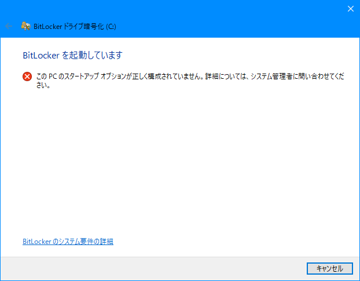 BitLocker ドライブ暗号化 (C:)
BitLocker を起動しています
この PC のスタートアップ オプションが正しく構成されていません。詳細については、システム管理者に問い合わせてくだ
さい。
BitLocker のシステム要件の詳細
キャンセル